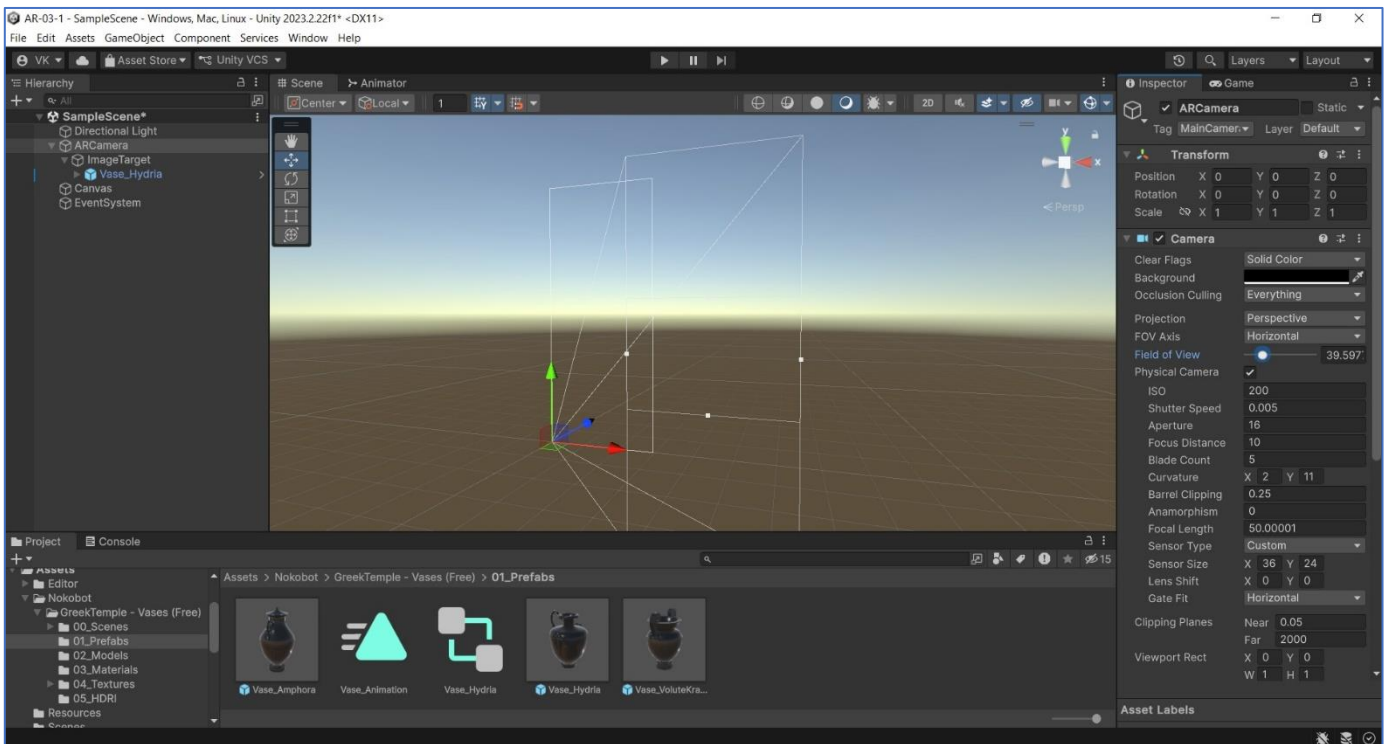 AR-03-1 - SampleScene - Windows, Mac, Linux - Unity 2023.2.22f1* <DX11>
File Edit Assets GameObject Component Services Window Help
VK Asset Store Unity VCS Layers Layout
Hierarchy
All
SampleScene*
Directional Light
ARCamera
ImageTarget
Vase_Hydria
Canvas
EventSystem
Scene Animator
Center Local 1 2D
y
x
Persp
Inspector Game
ARCamera Static
Tag MainCamer. Layer Default
Transform
Position X 0 Y 0 Z 0
Rotation X 0 Y 0 Z 0
Scale X 1 Y 1 Z 1
Camera
Clear Flags Solid Color
Background
Occlusion Culling Everything
Projection Perspective
FOV Axis Horizontal
Field of View 39.597
Physical Camera
ISO 200
Shutter Speed 0.005
Aperture 16
Focus Distance 10
Blade Count 5
Curvature X 2 Y 11
Barrel Clipping 0.25
Anamorphism 0
Focal Length 50.00001
Sensor Type Custom
Sensor Size X 36 Y 24
Lens Shift X 0 Y 0
Gate Fit Horizontal
Clipping Planes Near 0.05
Far 2000
Viewport Rect X 0 Y 0
W 1 H 1
Asset Labels
Project Console
15
Assets
Editor
Nokobot
GreekTemple - Vases (Free)
00_Scenes
01_Prefabs
02_Models
03_Materials
04_Textures
05_HDRI
Resources
Scenes
Assets > Nokobot > GreekTemple - Vases (Free) > 01_Prefabs
Vase_Amphora Vase_Animation Vase_Hydria Vase_Hydria Vase_VoluteKra...